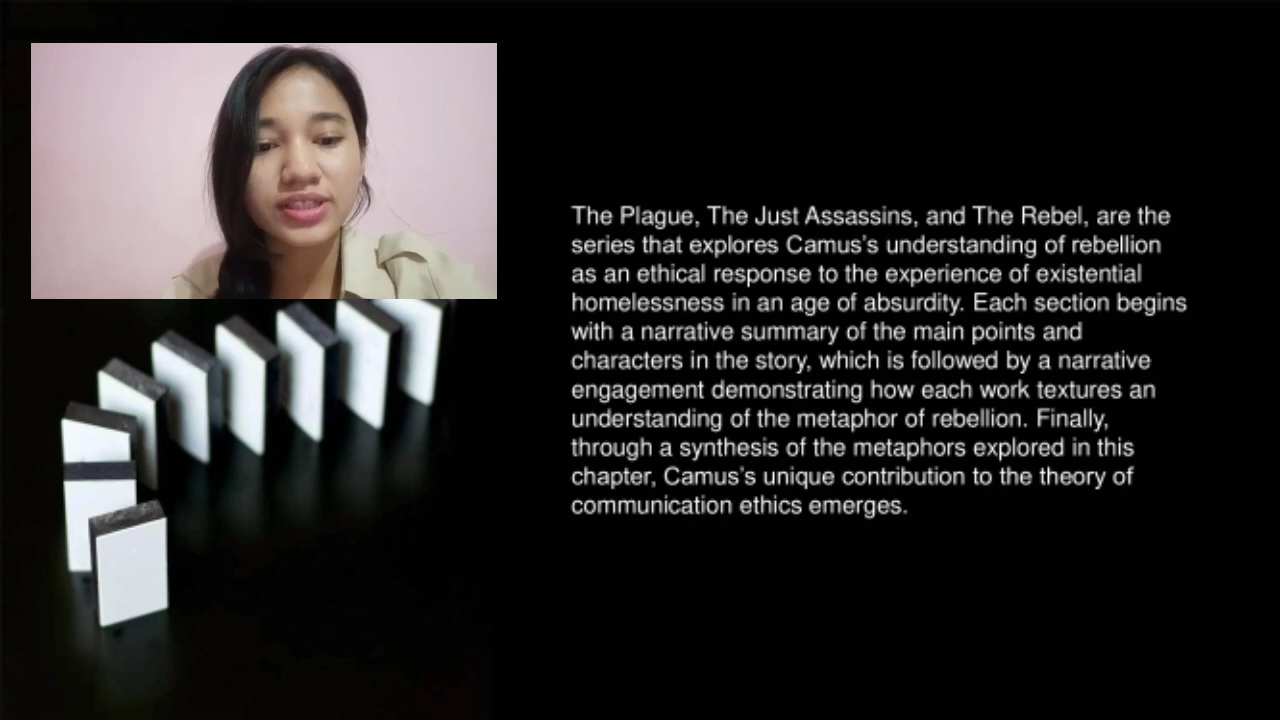 The Plague, The Just Assassins, and The Rebel, are the
series that explores Camus's understanding of rebellion
as an ethical response to the experience of existential
homelessness in an age of absurdity. Each section begins
with a narrative summary of the main points and
characters in the story, which is followed by a narrative
engagement demonstrating how each work textures an
understanding of the metaphor of rebellion. Finally,
through a synthesis of the metaphors explored in this
chapter, Camus's unique contribution to the theory of
communication ethics emerges.